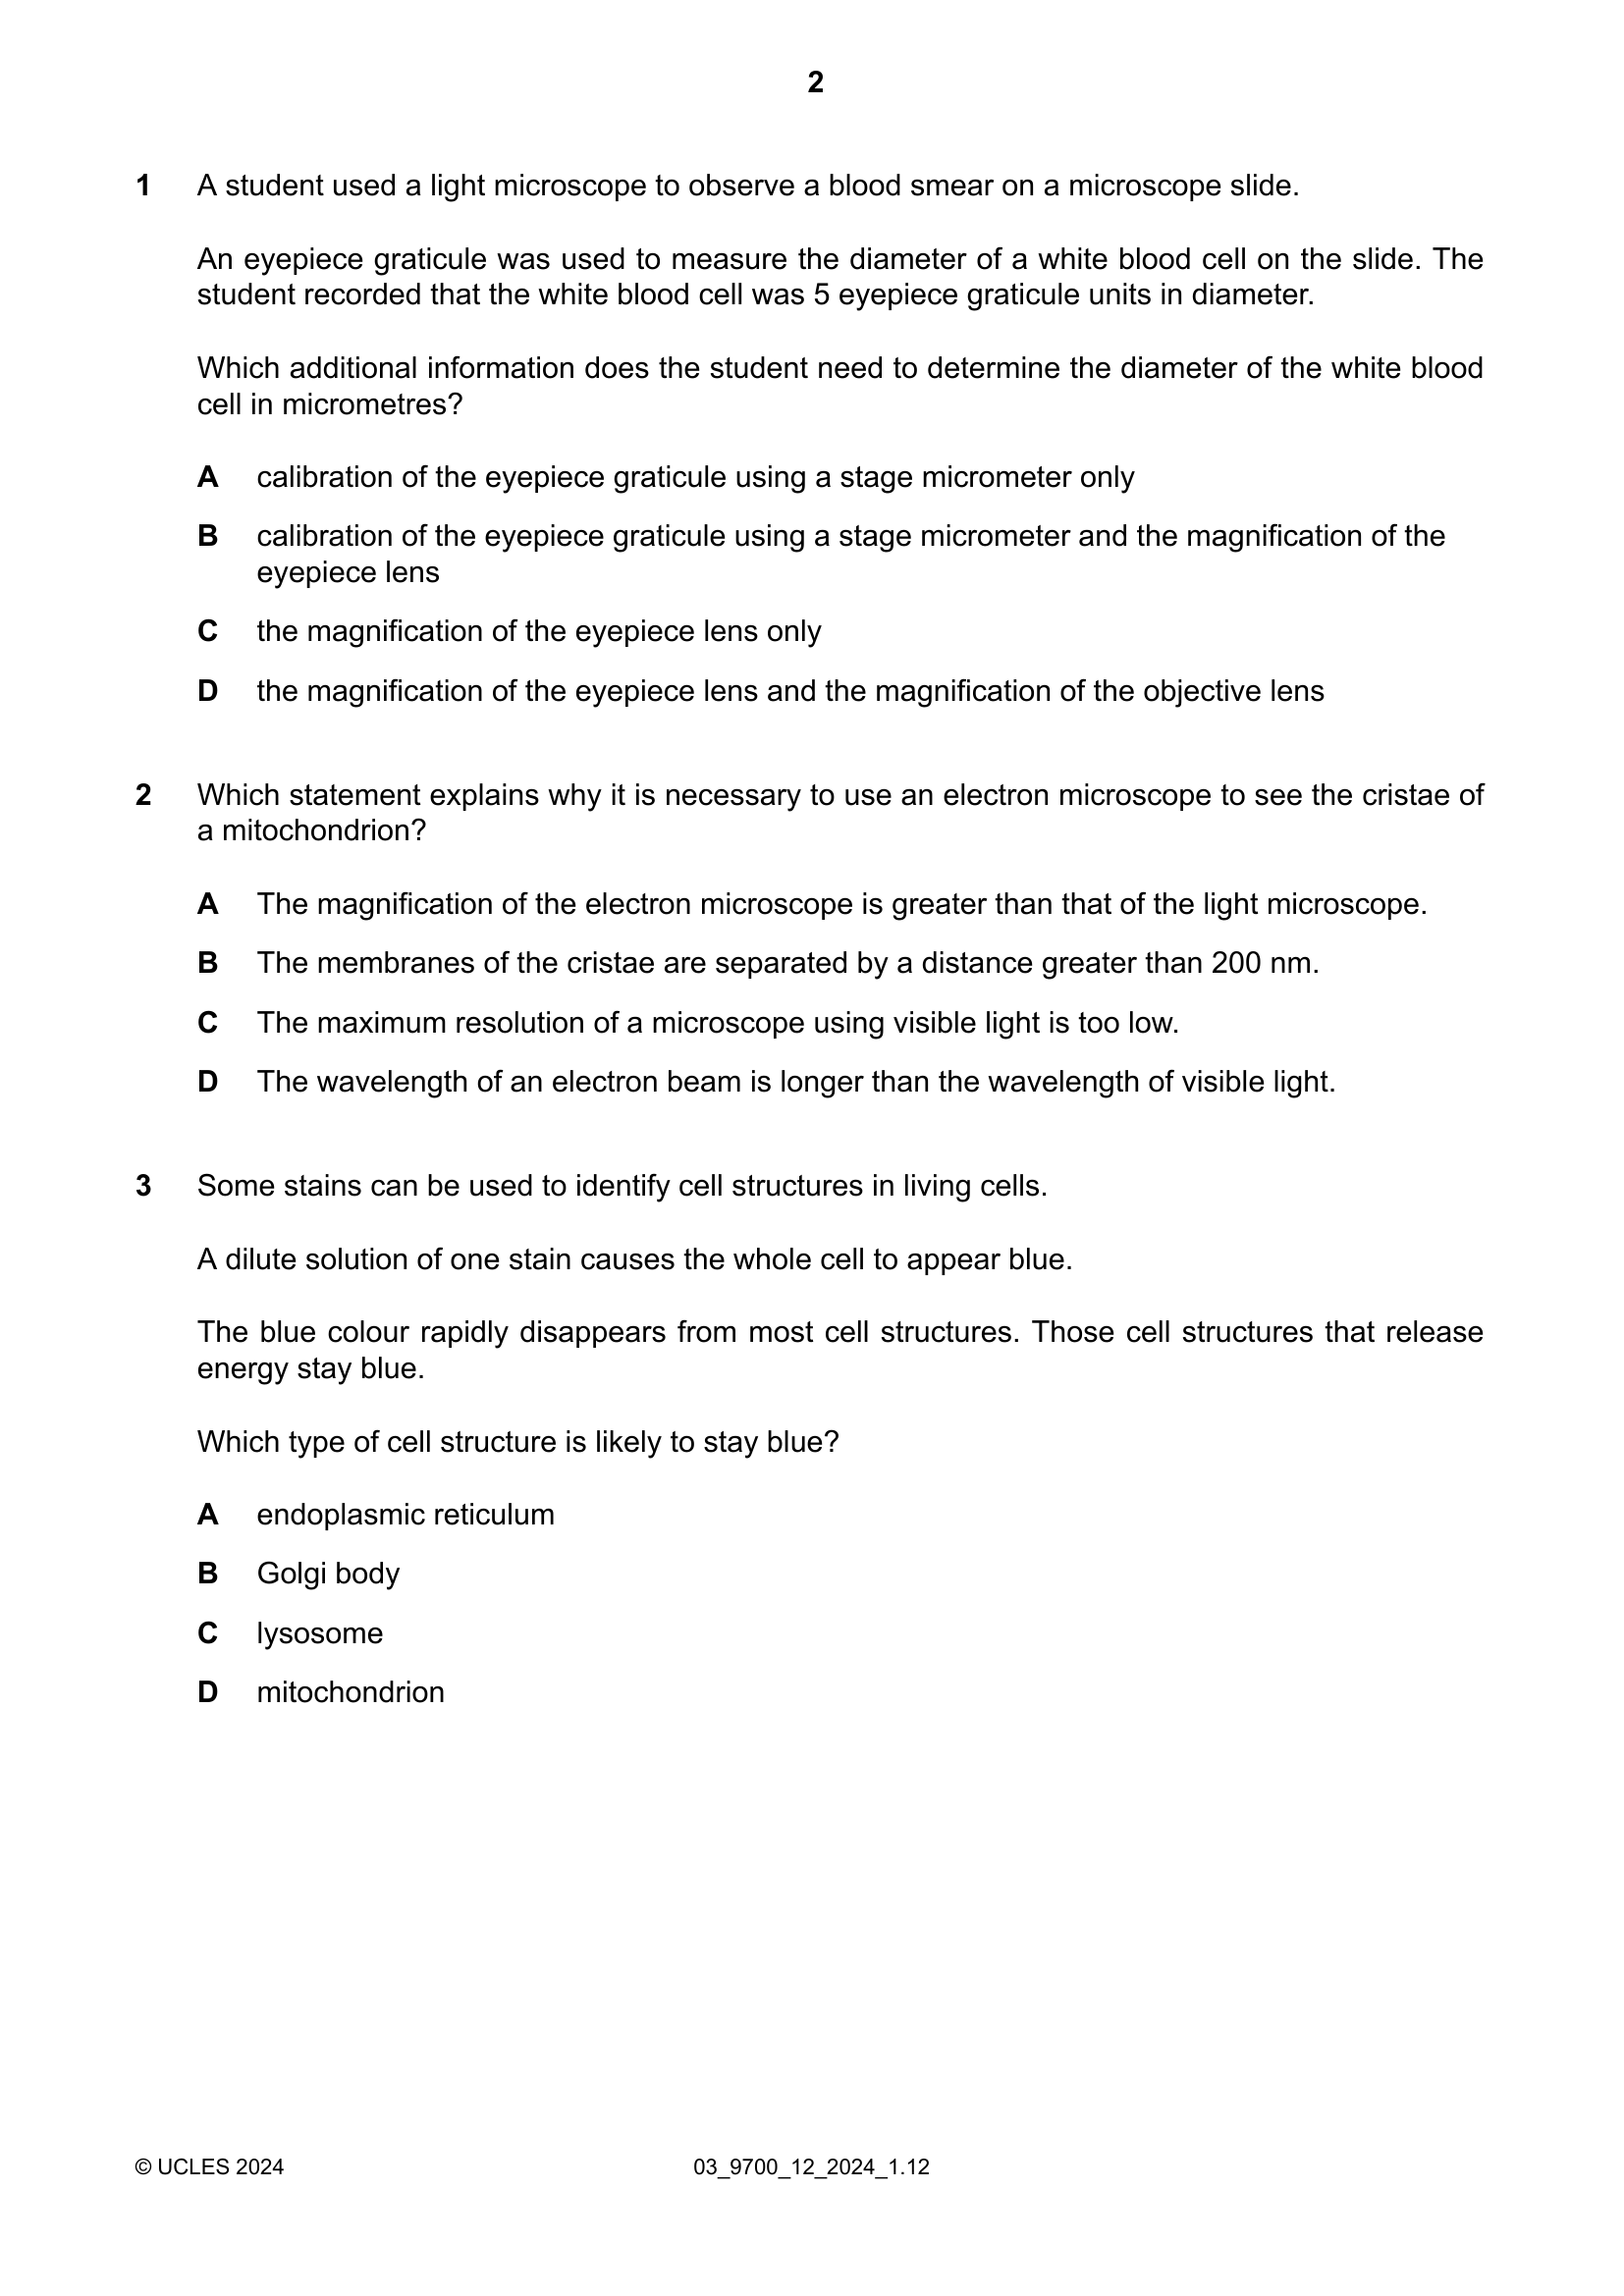 2
1 A student used a light microscope to observe a blood smear on a microscope slide.
An eyepiece graticule was used to measure the diameter of a white blood cell on the slide. The
student recorded that the white blood cell was 5 eyepiece graticule units in diameter.
Which additional information does the student need to determine the diameter of the white blood
cell in micrometres?
A calibration of the eyepiece graticule using a stage micrometer only
B calibration of the eyepiece graticule using a stage micrometer and the magnification of the
eyepiece lens
C the magnification of the eyepiece lens only
D the magnification of the eyepiece lens and the magnification of the objective lens
2 Which statement explains why it is necessary to use an electron microscope to see the cristae of
a mitochondrion?
A The magnification of the electron microscope is greater than that of the light microscope.
B The membranes of the cristae are separated by a distance greater than 200 nm.
C The maximum resolution of a microscope using visible light is too low.
D The wavelength of an electron beam is longer than the wavelength of visible light.
3 Some stains can be used to identify cell structures in living cells.
A dilute solution of one stain causes the whole cell to appear blue.
The blue colour rapidly disappears from most cell structures. Those cell structures that release
energy stay blue.
Which type of cell structure is likely to stay blue?
A endoplasmic reticulum
B Golgi body
C lysosome
D mitochondrion
© UCLES 2024 03_9700_12_2024_1.12